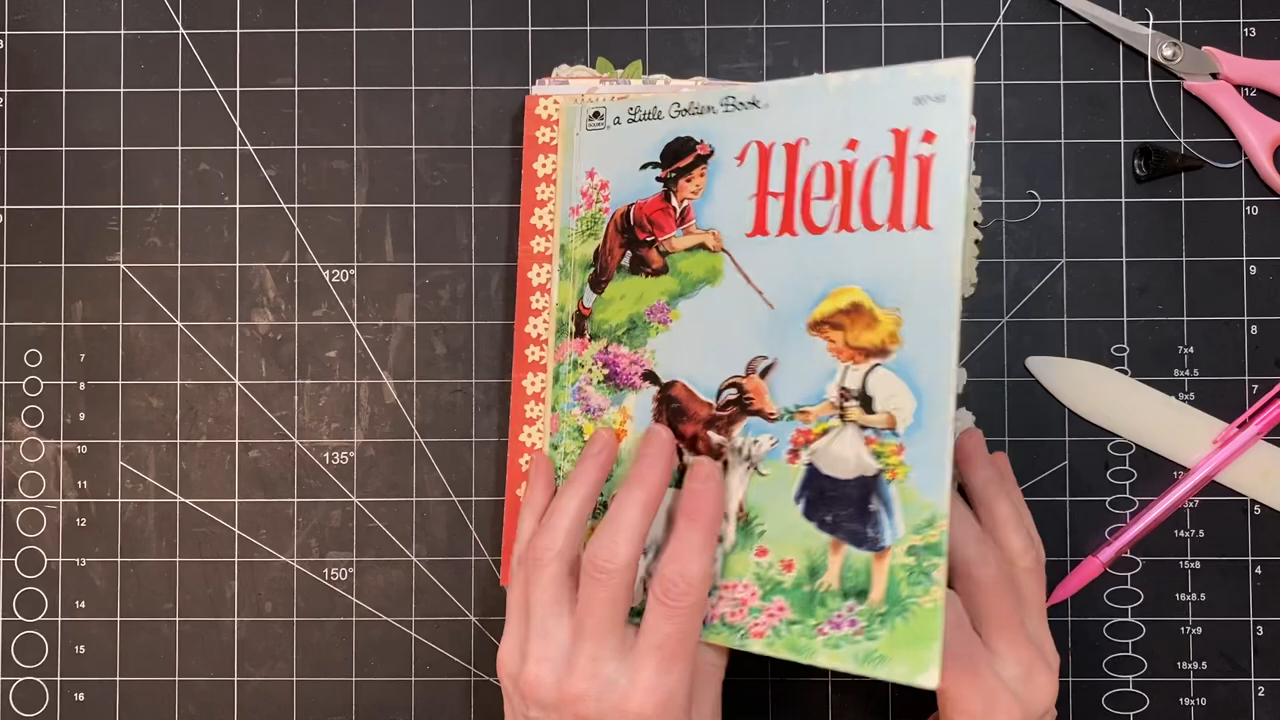 a Little Golden Book
GOLDEN
Heidi
120°
135°
150°
7
8
9
10
11
12
13
14
15
16
13
12
10
9
8
7
5
4
3
2
7x4
8x4.5
9x5
14x7.5
15x8
16x8.5
17x9
18x9.5
19x10